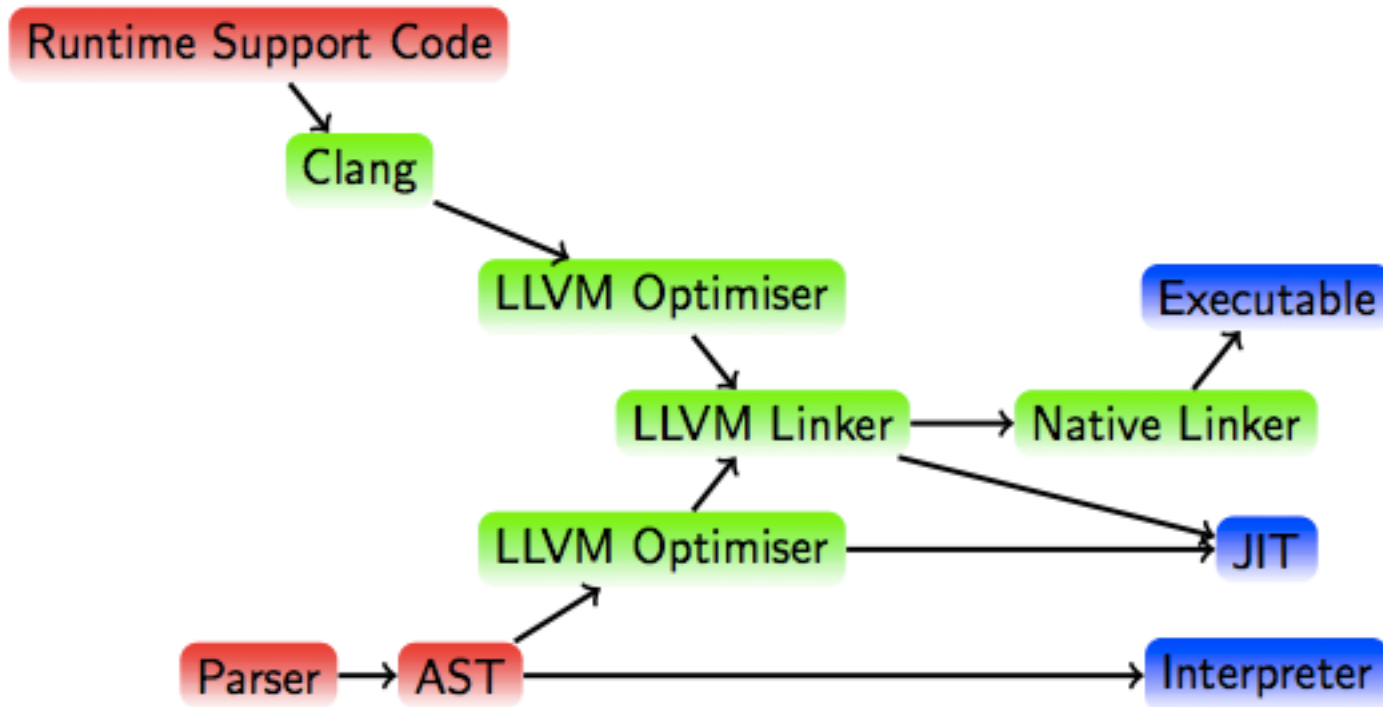 Runtime Support Code
Clang
LLVM Optimiser
Executable
LLVM Linker
Native Linker
LLVM Optimiser
JIT
Parser
AST
Interpreter